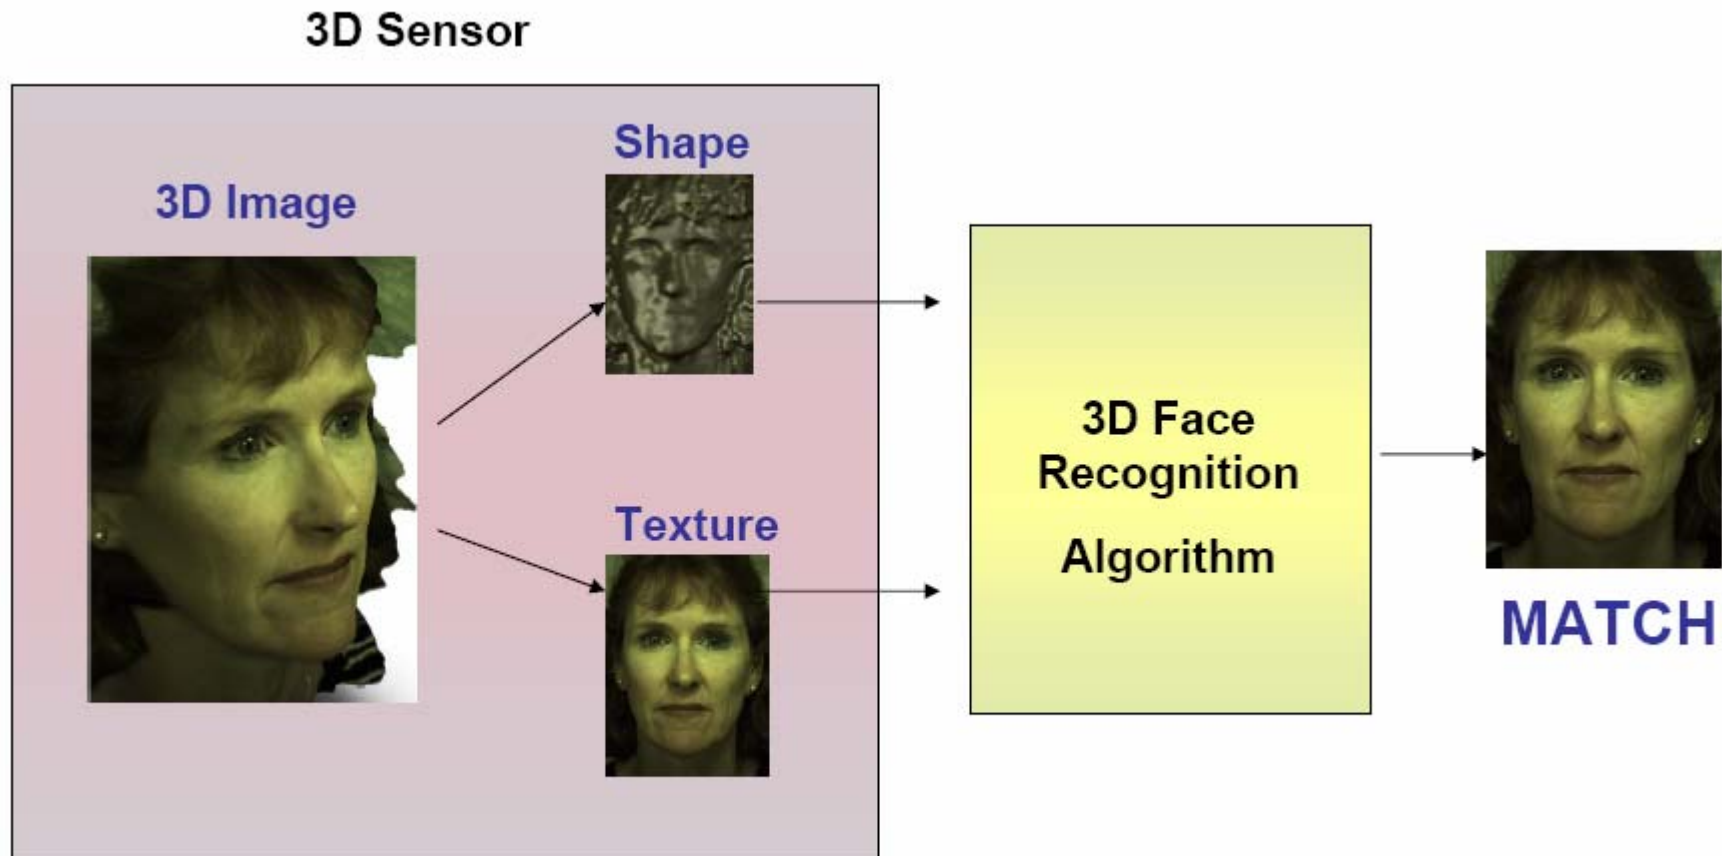 3D Sensor
3D Image
Shape
Texture
3D Face
Recognition
Algorithm
MATCH